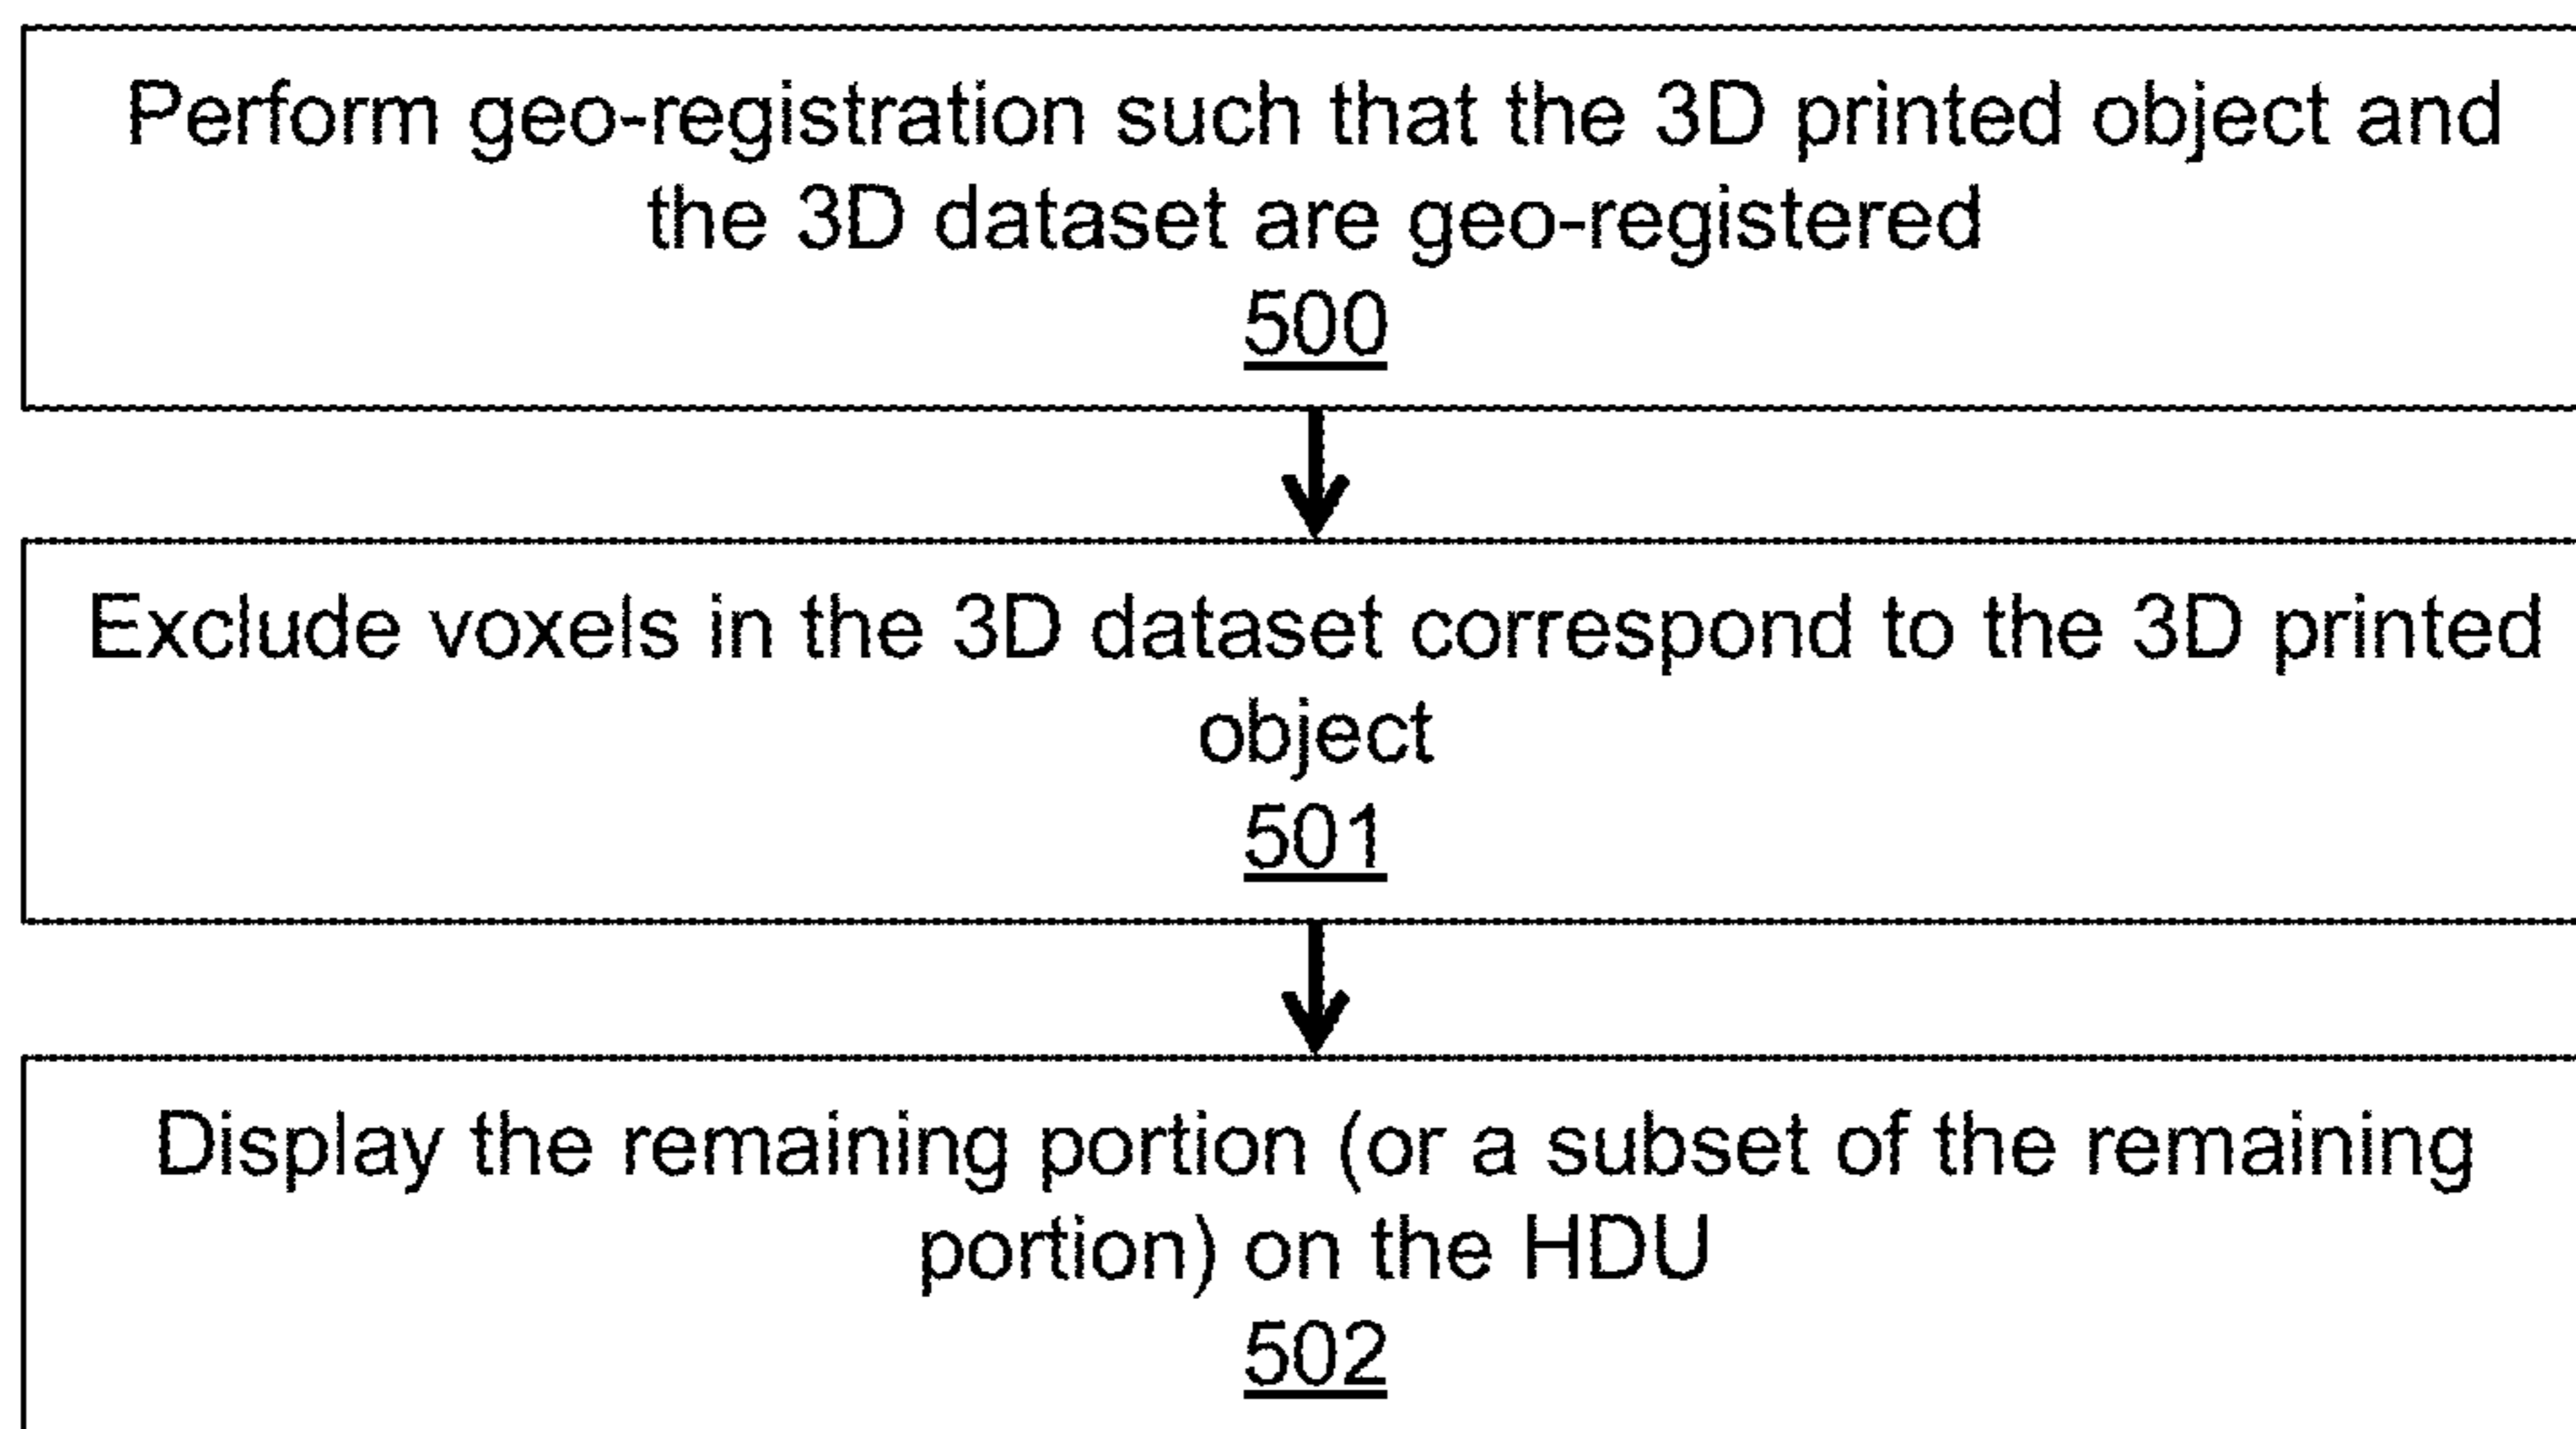 Perform geo-registration such that the 3D printed object and
the 3D dataset are geo-registered
500
Exclude voxels in the 3D dataset correspond to the 3D printed
object
501
Display the remaining portion (or a subset of the remaining
portion) on the HDU
502